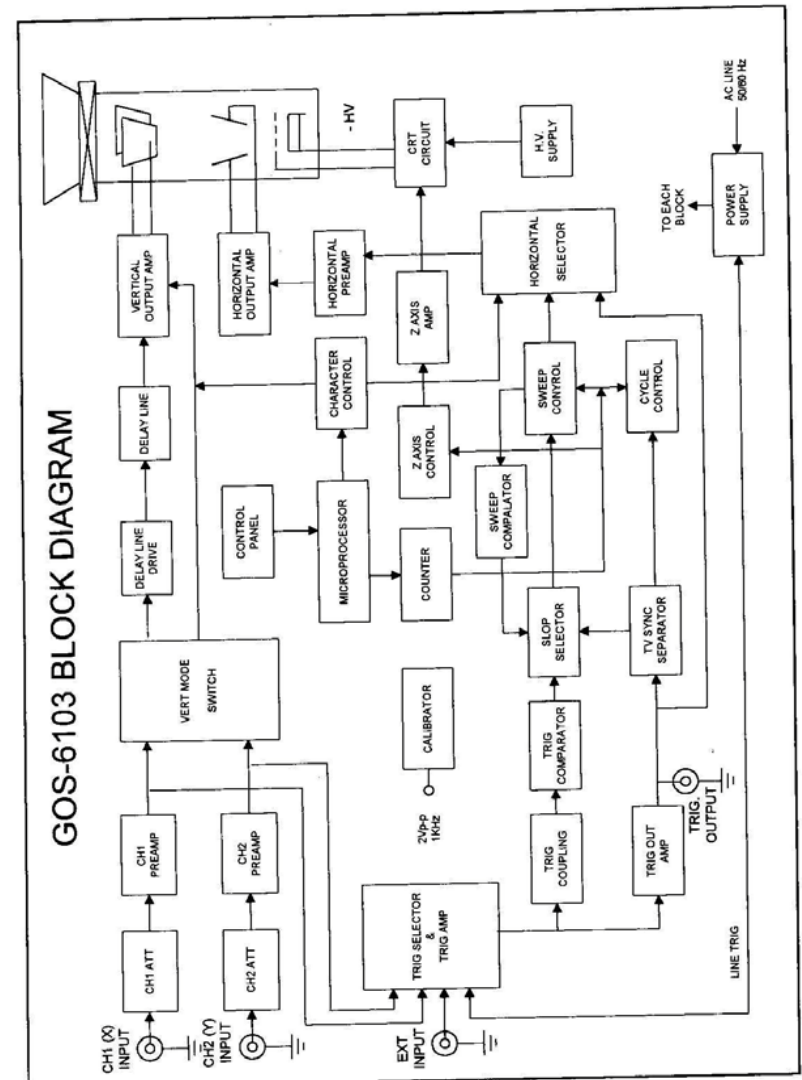 GOS-6103 BLOCK DIAGRAM
CH1 (X)
INPUT
CH1 ATT
CH1
PREAMP
VERT MODE
SWITCH
DELAY LINE
DRIVE
DELAY LINE
VERTICAL
OUTPUT AMP
CH2 (Y)
INPUT
CH2 ATT
CH2
PREAMP
CONTROL
PANEL
HORIZONTAL
OUTPUT AMP
MICROPROCESSOR
CHARACTER
CONTROL
HORIZONTAL
PREAMP
- HV
EXT
INPUT
TRIG SELECTOR
&
TRIG AMP
2Vp-p
1KHz
CALIBRATOR
COUNTER
Z AXIS
CONTROL
Z AXIS
AMP
CRT
CIRCUIT
SWEEP
COMPALATOR
TRIG
COUPLING
TRIG
COMPARATOR
SLOP
SELECTOR
SWEEP
CONYROL
HORIZONTAL
SELECTOR
H.V.
SUPPLY
TRIG OUT
AMP
TRIG.
OUTPUT
TV SYNC
SEPARATOR
CYCLE
CONTROL
TO EACH
BLOCK
LINE TRIG
POWER
SUPPLY
AC LINE
50/60 Hz